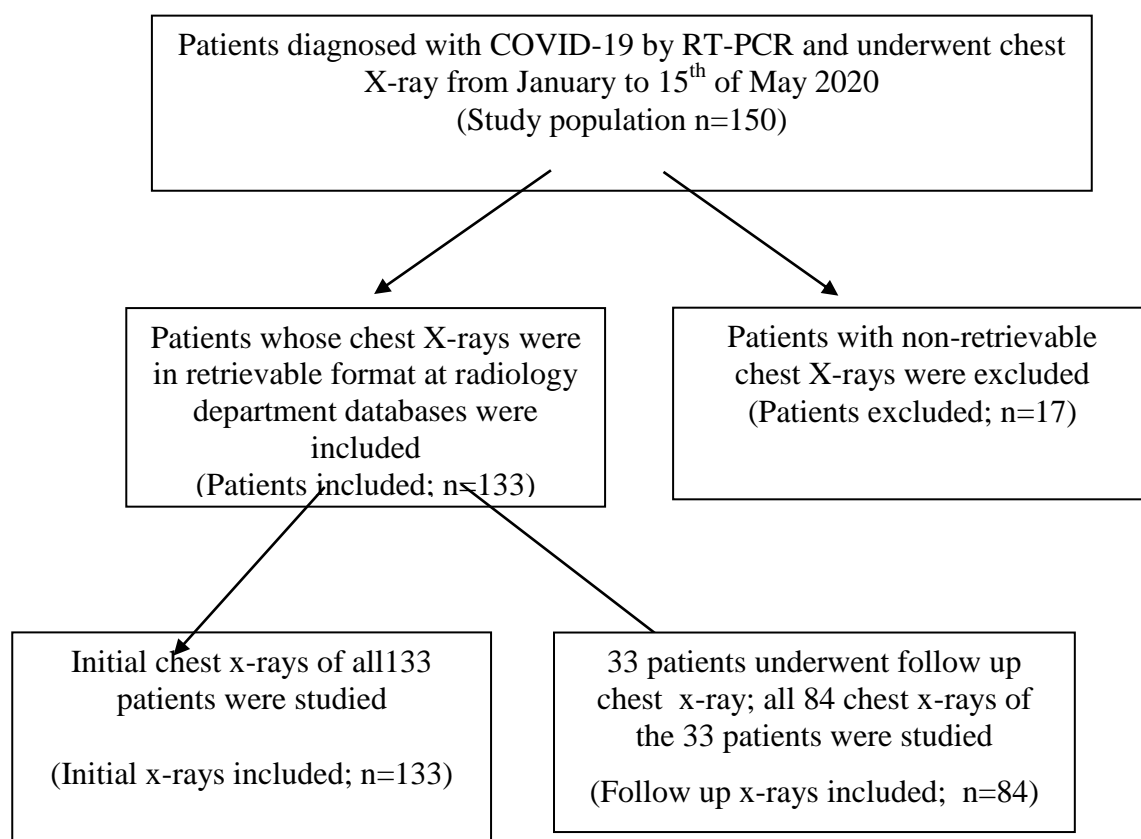 Patients diagnosed with COVID-19 by RT-PCR and underwent chest
X-ray from January to 15th of May 2020
(Study population n=150)
Patients whose chest X-rays were
in retrievable format at radiology
department databases were
included
(Patients included; n=133)
Patients with non-retrievable
chest X-rays were excluded
(Patients excluded; n=17)
Initial chest x-rays of all133
patients were studied
(Initial x-rays included; n=133)
33 patients underwent follow up
chest x-ray; all 84 chest x-rays of
the 33 patients were studied
(Follow up x-rays included; n=84)